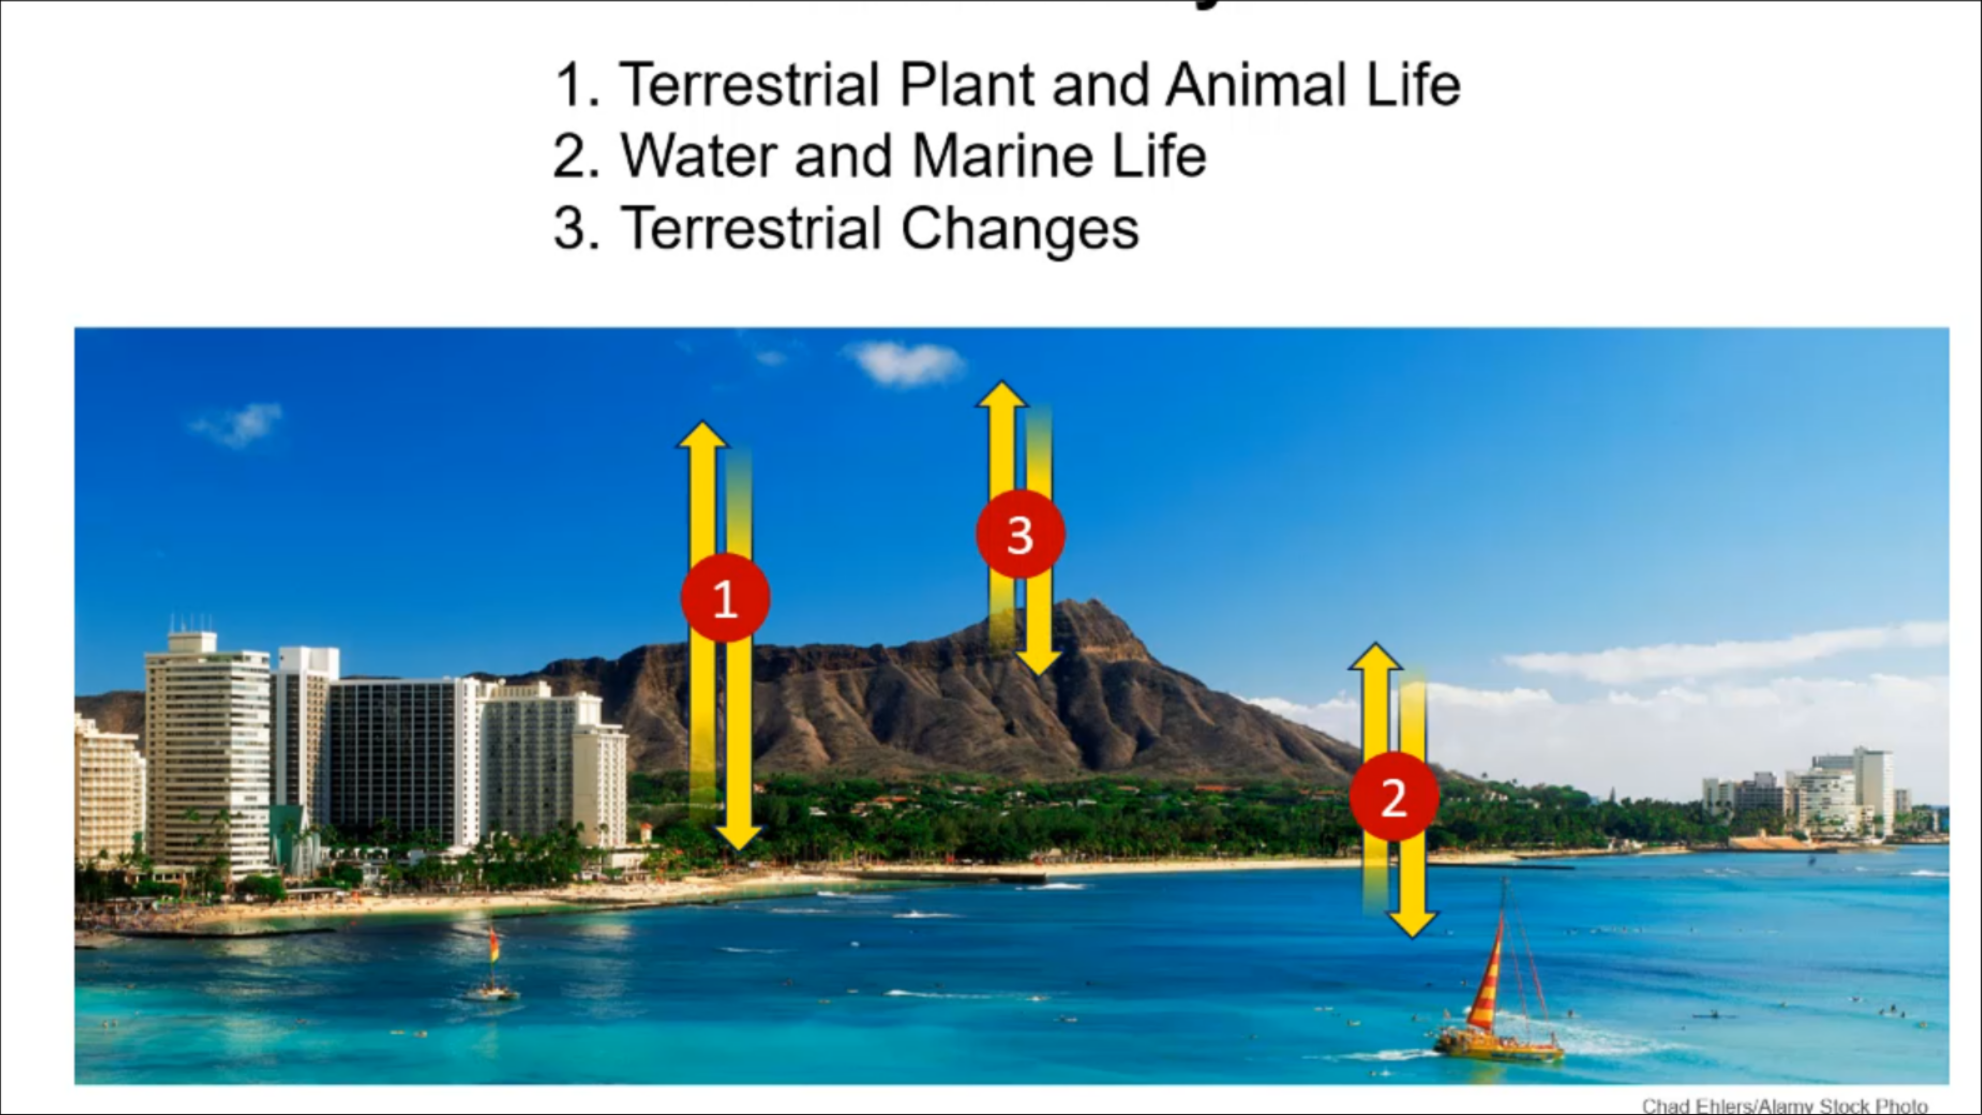 1. Terrestrial Plant and Animal Life
2. Water and Marine Life
3. Terrestrial Changes
3
1
2
Chad Ehlers/Alamy Stock Photo